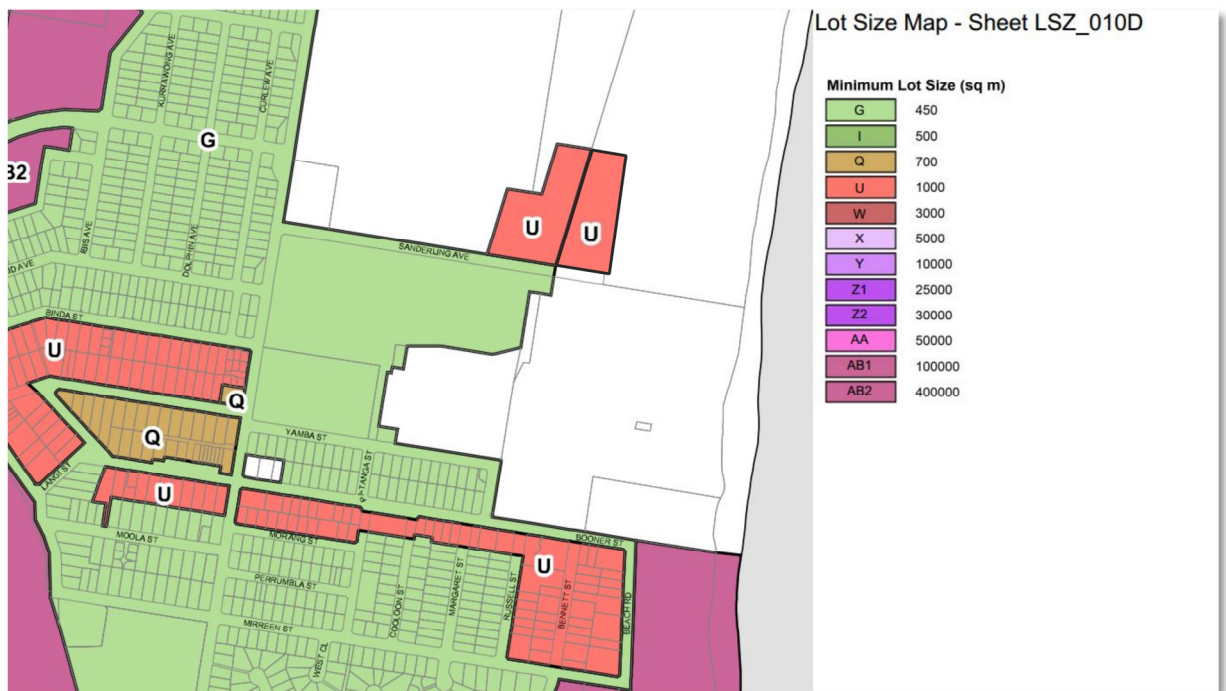 Lot Size Map - Sheet LSZ_010D
Minimum Lot Size (sq m)
G 450
I 500
Q 700
U 1000
W 3000
X 5000
Y 10000
Z1 25000
Z2 30000
AA 50000
AB1 100000
AB2 400000
KURRAWONG AVE
CURLEW AVE
G
IBIS AVE
DOLPHIN AVE
SANDERLING AVE
U
U
BINDA ST
U
Q
Q
YAMBA ST
LANGI ST
U
MOOLA ST
MORANG ST
BOONER ST
U
PERRUMBLA ST
COOLOON ST
MARGARET ST
RUSSELL ST
BENNETT ST
BEACH RD
MIRREEN ST
WEST CL